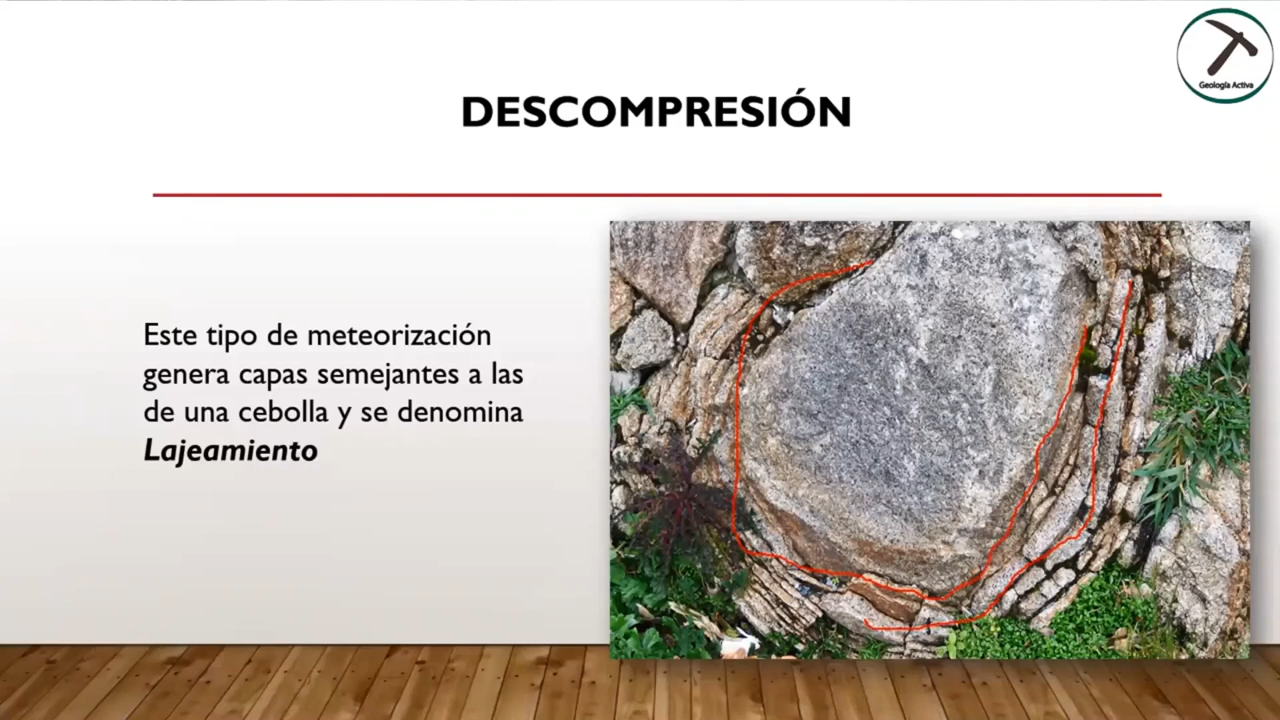 Geología Activa
DESCOMPRESIÓN
Este tipo de meteorización
genera capas semejantes a las
de una cebolla y se denomina
Lajeamiento